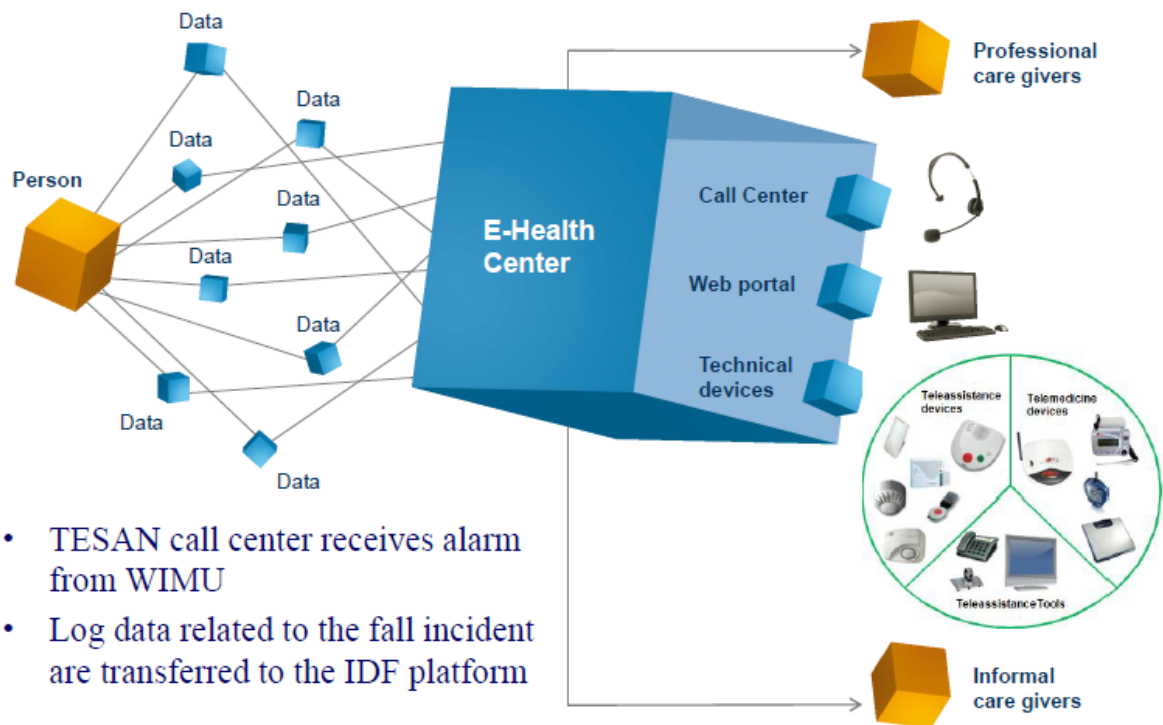 Data
Data
Data
Person
Data
Data
Data
Data
Data
E-Health
Center
Call Center
Web portal
Technical
devices
Professional
care givers
Teleassistance
devices
Telemedicine
devices
TeleassistanceTools
Informal
care givers
• TESAN call center receives alarm
from WIMU
• Log data related to the fall incident
are transferred to the IDF platform